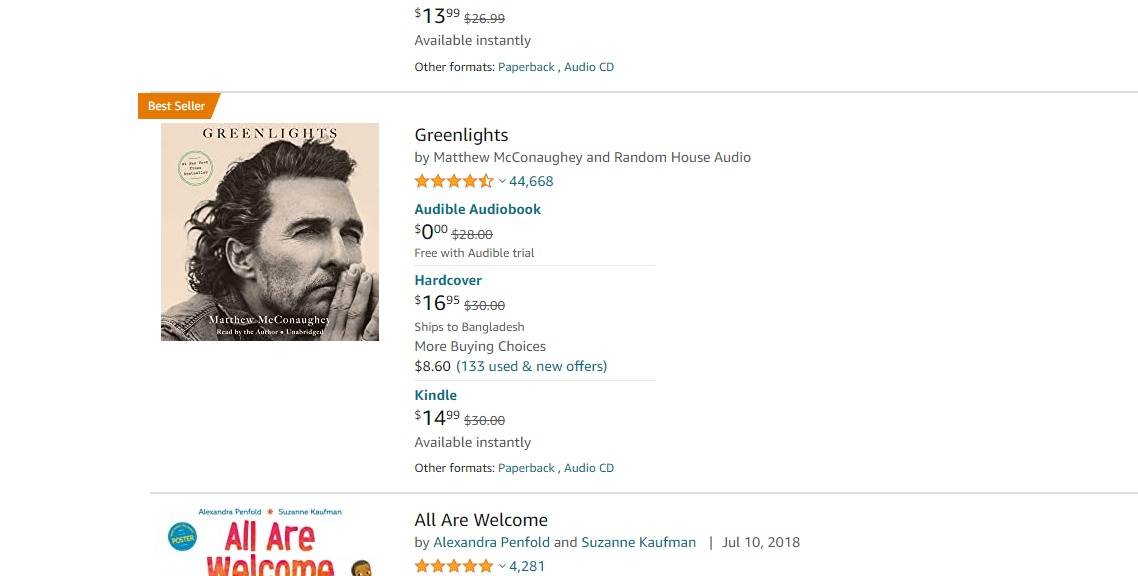 $13.99 $26.99
Available instantly
Other formats: Paperback , Audio CD
Best Seller
GREENLIGHTS
#1 New York
Times
bestseller
Matthew McConaughey
Read by the Author • Unabridged
Greenlights
by Matthew McConaughey and Random House Audio
44,668
Audible Audiobook
$0.00 $28.00
Free with Audible trial
Hardcover
$16.95 $30.00
Ships to Bangladesh
More Buying Choices
$8.60 (133 used & new offers)
Kindle
$14.99 $30.00
Available instantly
Other formats: Paperback , Audio CD
Alexandra Penfold * Suzanne Kaufman
POSTER
All Are
Welcome
All Are Welcome
by Alexandra Penfold and Suzanne Kaufman | Jul 10, 2018
4,281